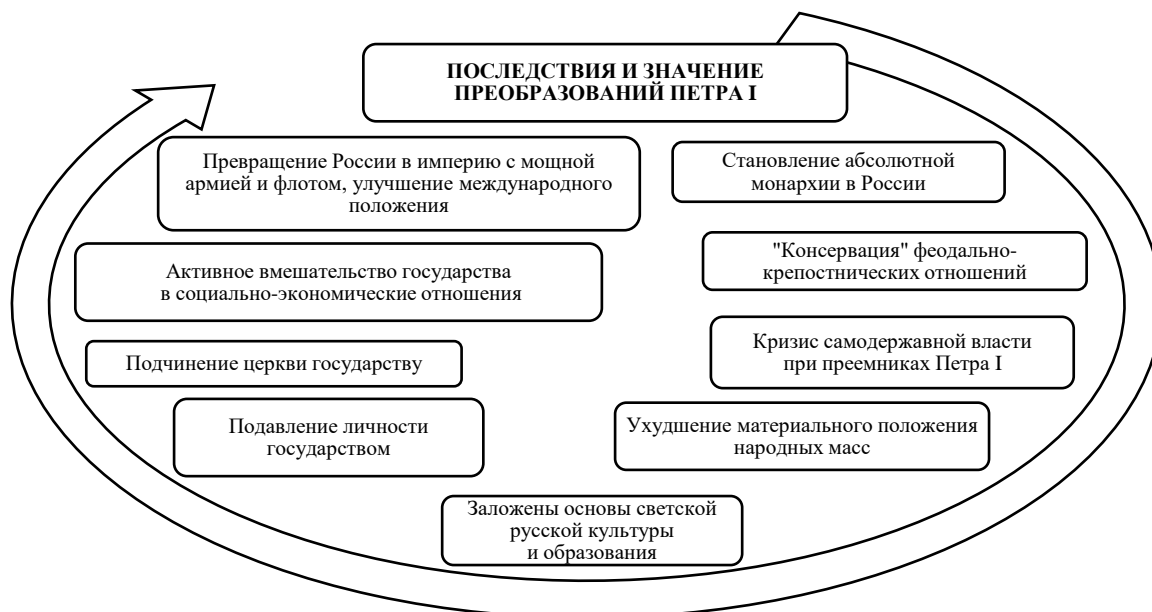 ПОСЛЕДСТВИЯ И ЗНАЧЕНИЕ
ПРЕОБРАЗОВАНИЙ ПЕТРА I
Превращение России в империю с мощной
армией и флотом, улучшение международного
положения
Становление абсолютной
монархии в России
Активное вмешательство государства
в социально-экономические отношения
"Консервация" феодально-
крепостнических отношений
Подчинение церкви государству
Кризис самодержавной власти
при преемниках Петра I
Подавление личности
государством
Ухудшение материального положения
народных масс
Заложены основы светской
русской культуры
и образования